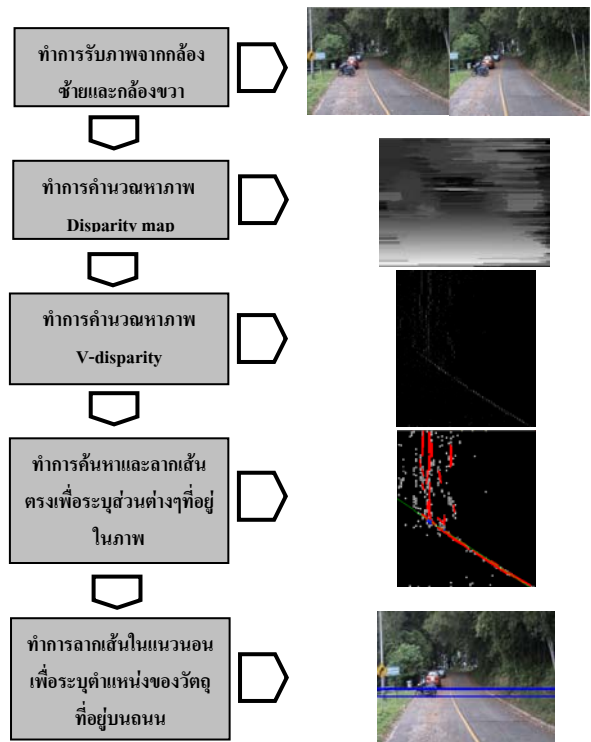 ทำการรับภาพจากกล้อง
ซ้ายและกล้องขวา
ทำการคำนวณหาภาพ
Disparity map
ทำการคำนวณหาภาพ
V-disparity
ทำการค้นหาและลากเส้น
ตรงเพื่อระบุส่วนต่างๆที่อยู่
ในภาพ
ทำการลากเส้นในแนวนอน
เพื่อระบุตำแหน่งของวัตถุ
ที่อยู่บนถนน